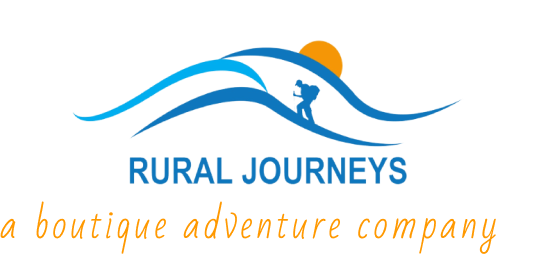 RURAL JOURNEYS
a boutique adventure company